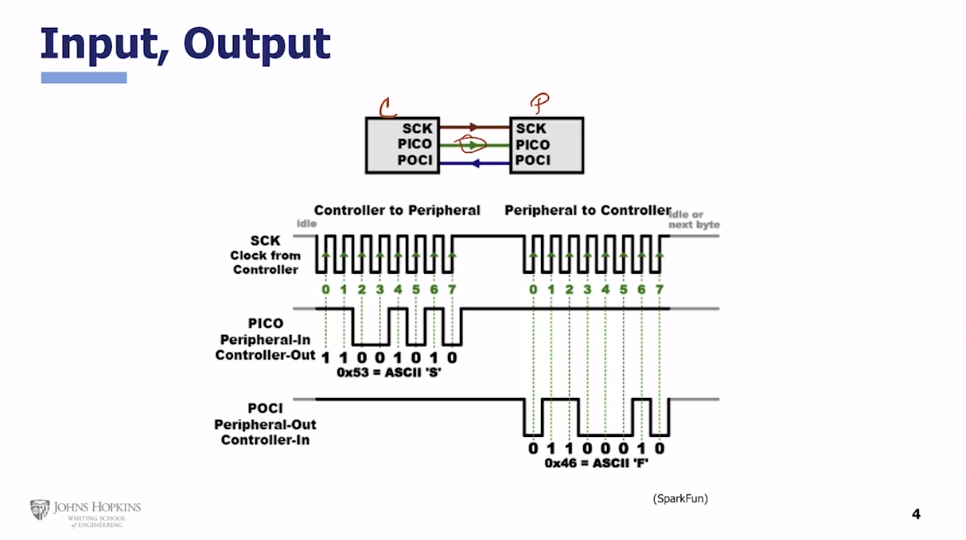 Input, Output
C
P
SCK
SCK
PICO
PICO
POCI
POCI
Controller to Peripheral
Peripheral to Controller
idle
idle or
next byte
SCK
Clock from
Controller
0 1 2 3 4 5 6 7
0 1 2 3 4 5 6 7
PICO
Peripheral-In
Controller-Out
1 1 0 0 1 0 1 0
0x53 = ASCII 'S'
POCI
Peripheral-Out
Controller-In
0 1 1 0 0 0 1 0
0x46 = ASCII 'F'
(SparkFun)
JOHNS HOPKINS
WHITING SCHOOL
of ENGINEERING
4